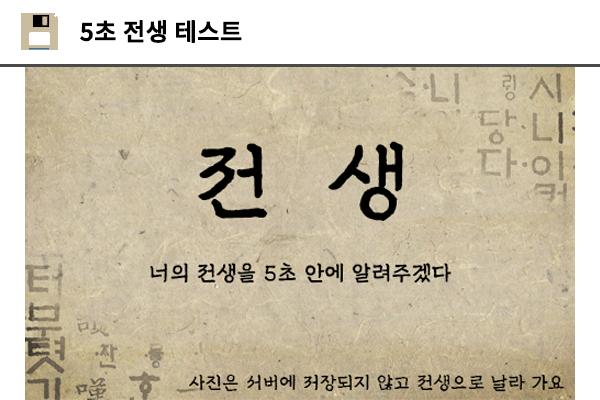 5초 전생 테스트
전 생
너의 전생을 5초 안에 알려주겠다
사진은 서버에 저장되지 않고 전생으로 날라 가요